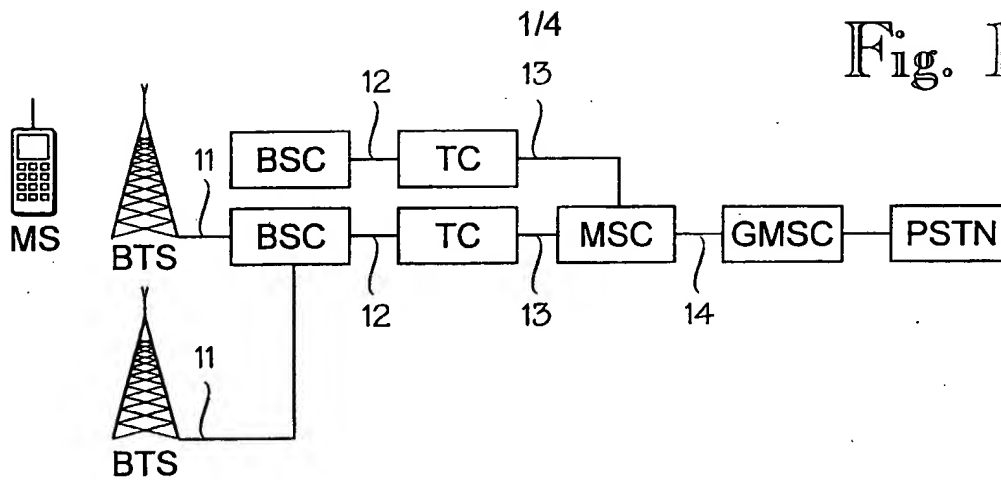 1/4
Fig. 1
12
13
11
BSC
TC
BSC
TC
MSC
GMSC
PSTN
MS
BTS
12
13
14
11
BTS